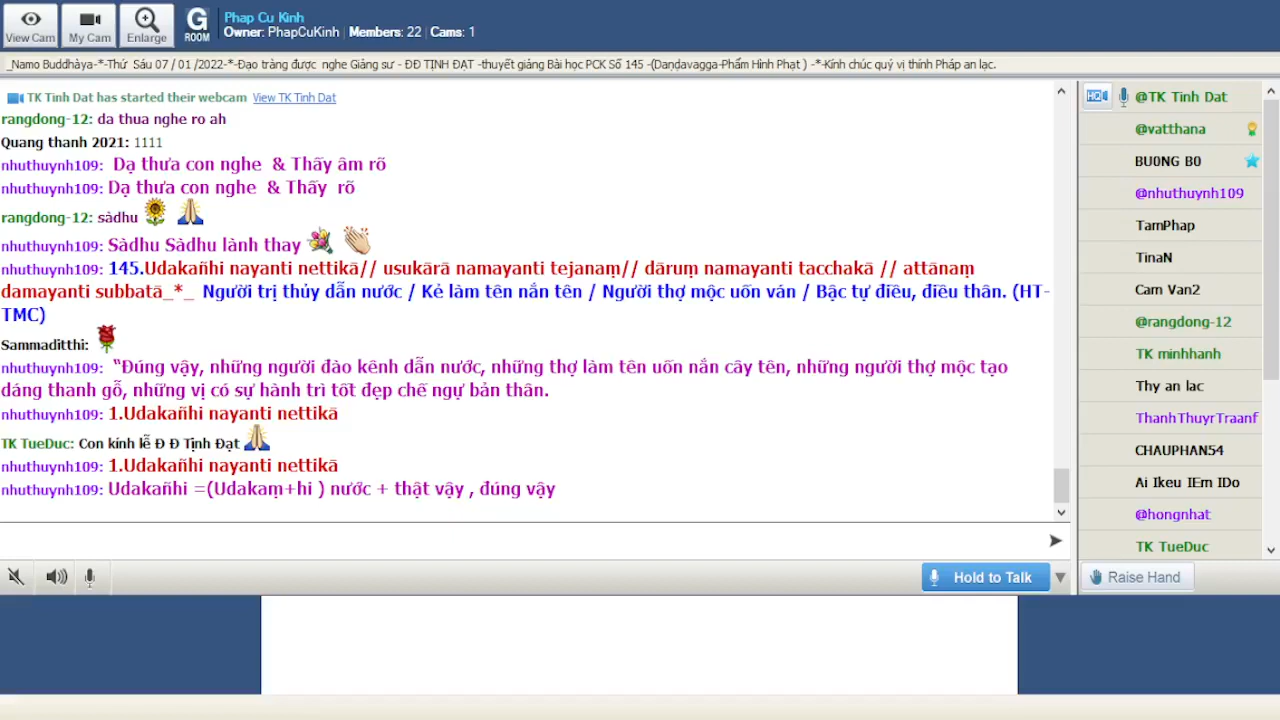 View Cam
My Cam
Enlarge
G
ROOM
Phap Cu Kinh
Owner: PhapCuKinh | Members: 22 | Cams: 1
_Namo Buddhàya-*-Thứ Sáu 07 / 01 /2022-*-Đạo tràng được nghe Giảng sư - ĐĐ TỊNH ĐẠT -thuyết giảng Bài học PCK Số 145 -(Daṇḍavagga-Phẩm Hình Phạt ) -*-Kính chúc quý vị thính Pháp an lạc.
TK Tinh Dat has started their webcam View TK Tinh Dat
rangdong-12: da thua nghe ro ah
Quang thanh 2021: 1111
nhuthuynh109: Dạ thưa con nghe & Thấy âm rõ
nhuthuynh109: Dạ thưa con nghe & Thấy rõ
rangdong-12: sàdhu
nhuthuynh109: Sàdhu Sàdhu lành thay
nhuthuynh109: 145.Udakañhi nayanti nettikā// usukārā namayanti tejanaṃ// dāruṃ namayanti tacchakā // attānaṃ
damayanti subbatā_*_ Người trị thủy dẫn nước / Kẻ làm tên nắn tên / Người thợ mộc uốn ván / Bậc tự điều, điều thân. (HT-
TMC)
Sammaditthi:
nhuthuynh109: “Đúng vậy, những người đào kênh dẫn nước, những thợ làm tên uốn nắn cây tên, những người thợ mộc tạo
dáng thanh gỗ, những vị có sự hành trì tốt đẹp chế ngự bản thân.
nhuthuynh109: 1.Udakañhi nayanti nettikā
TK TueDuc: Con kính lễ Đ Đ Tịnh Đạt
nhuthuynh109: 1.Udakañhi nayanti nettikā
nhuthuynh109: Udakañhi =(Udakaṃ+hi ) nước + thật vậy , đúng vậy
HQ
@TK Tinh Dat
@vatthana
BU0NG B0
@nhuthuynh109
TamPhap
TinaN
Cam Van2
@rangdong-12
TK minhhanh
Thy an lac
ThanhThuyrTraanf
CHAUPHAN54
Ai Ikeu IEm IDo
@hongnhat
TK TueDuc
Hold to Talk
Raise Hand